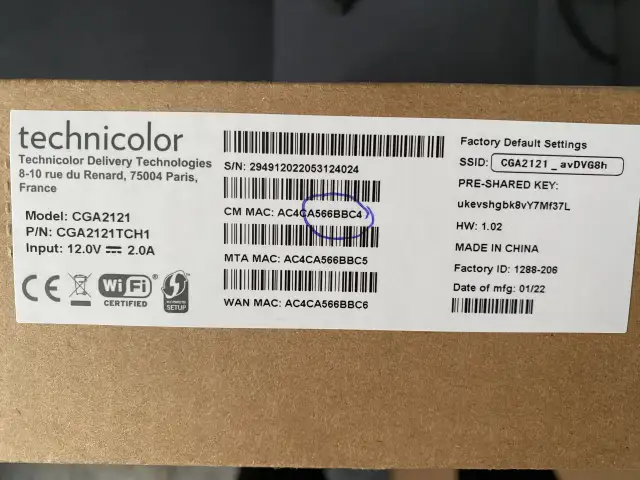 technicolor
Technicolor Delivery Technologies
8-10 rue du Renard, 75004 Paris,
France
Model: CGA2121
P/N: CGA2121TCH1
Input: 12.0V ⎓ 2.0A
CE
WiFi®
CERTIFIED
WI-FI PROTECTED
SETUP
S/N: 294912022053124024
CM MAC: AC4CA566BBC4
MTA MAC: AC4CA566BBC5
WAN MAC: AC4CA566BBC6
Factory Default Settings
SSID: CGA2121_avDVG8h
PRE-SHARED KEY:
ukevshgbk8vY7Mf37L
HW: 1.02
MADE IN CHINA
Factory ID: 1288-206
Date of mfg: 01/22